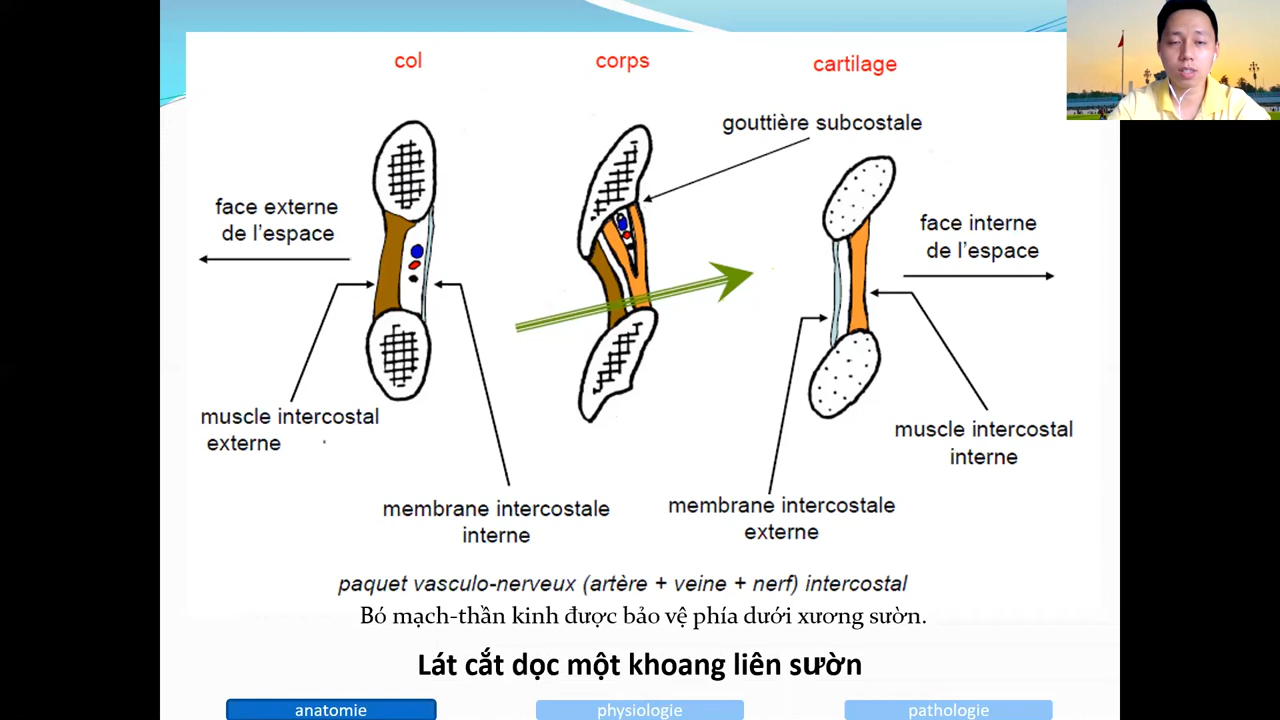 col
corps
cartilage
gouttière subcostale
face externe
de l'espace
face interne
de l'espace
muscle intercostal
externe
muscle intercostal
interne
membrane intercostale
interne
membrane intercostale
externe
paquet vasculo-nerveux (artère + veine + nerf) intercostal
Bó mạch-thần kinh được bảo vệ phía dưới xương sườn.
Lát cắt dọc một khoang liên sườn
anatomie
physiologie
pathologie